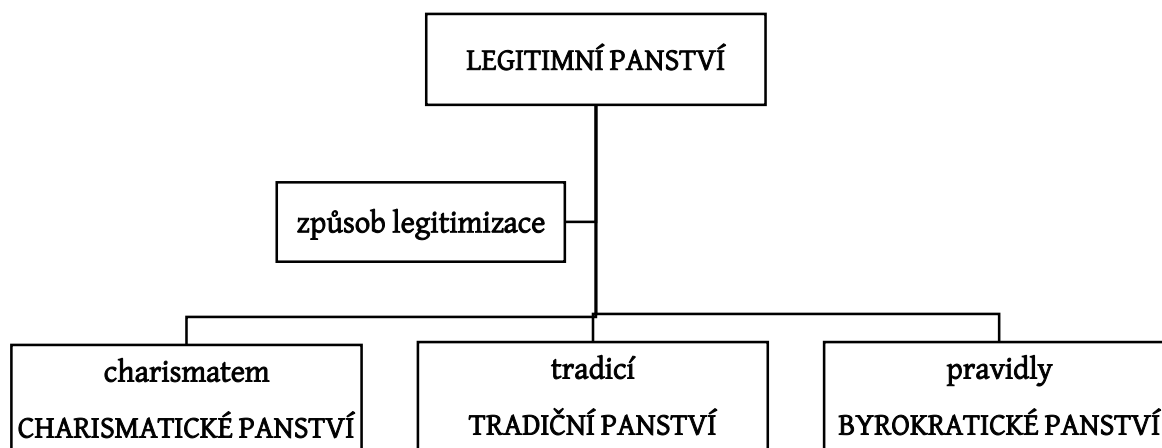 LEGITIMNÍ PANSTVÍ
způsob legitimizace
charismatem
CHARISMATICKÉ PANSTVÍ
tradicí
TRADIČNÍ PANSTVÍ
pravidly
BYROKRATICKÉ PANSTVÍ